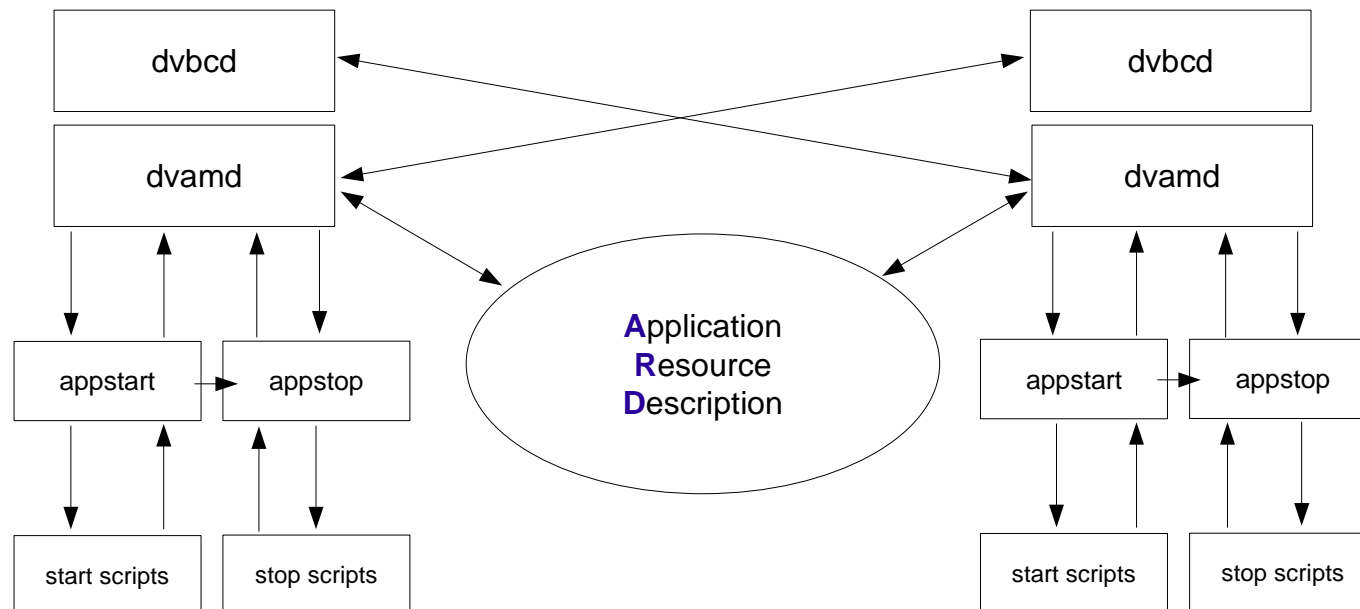 dvbcd
dvbcd
dvamd
dvamd
Application
Resource
Description
appstart
appstop
appstart
appstop
start scripts
stop scripts
start scripts
stop scripts